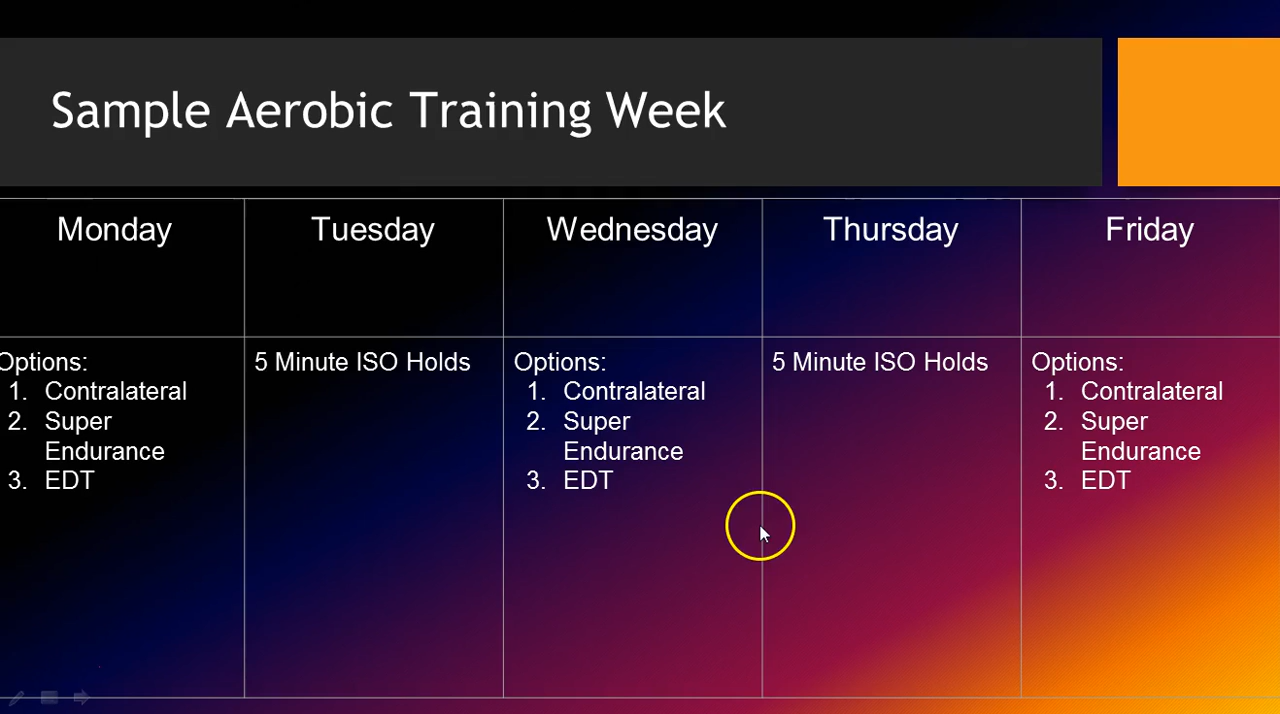 Sample Aerobic Training Week
Monday
Tuesday
Wednesday
Thursday
Friday
Options:
1. Contralateral
2. Super
Endurance
3. EDT
5 Minute ISO Holds
Options:
1. Contralateral
2. Super
Endurance
3. EDT
5 Minute ISO Holds
Options:
1. Contralateral
2. Super
Endurance
3. EDT